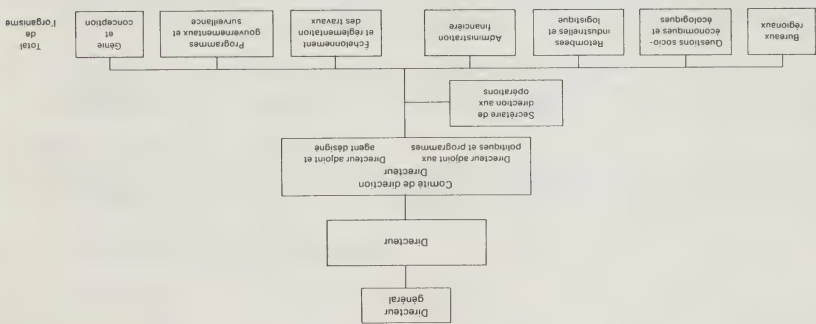 Directeur
général
Directeur
Comité de direction
Directeur
Directeur adjoint aux
politiques et programmes
Directeur adjoint et
agent désigné
Secrétaire de
direction aux
opérations
Bureaux
régionaux
Questions socio-
économiques et
écologiques
Retombées
industrielles et
logistique
Administration
financière
Échelonnement
et réglementation
des travaux
Programmes
gouvernementaux et
surveillance
Génie
et
conception
Total
de
l'organisme